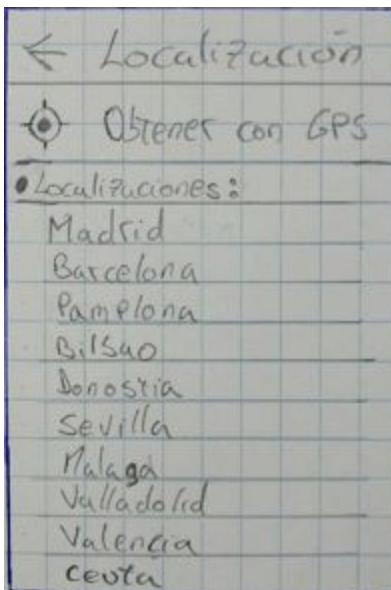 ← Localización
Obtener con GPS
•Localizaciones:
Madrid
Barcelona
Pamplona
Bilbao
Donostia
Sevilla
Malaga
Valladolid
Valencia
Ceuta